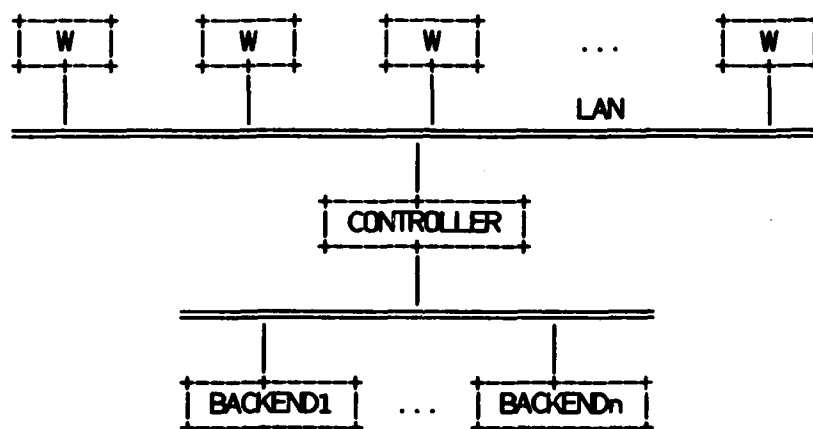 W W W ... W
LAN
CONTROLLER
BACKEND1 ... BACKENDn